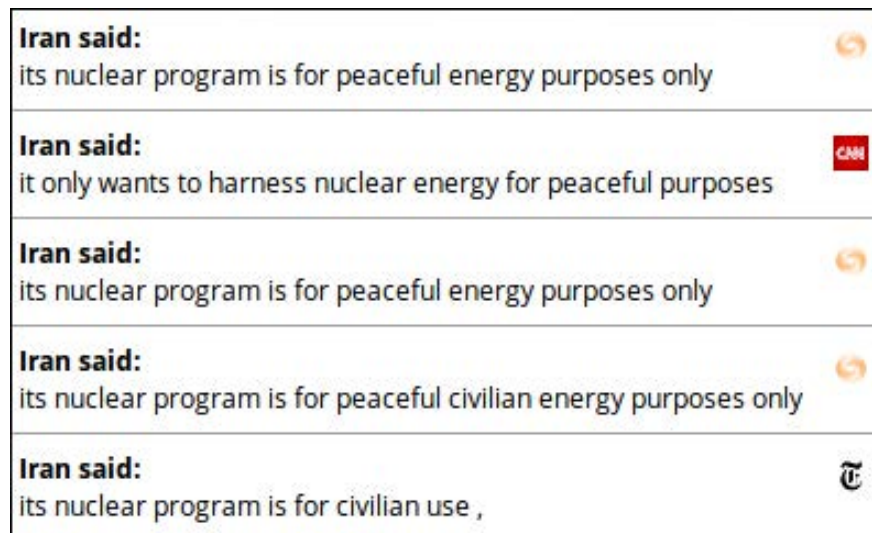 Iran said:
its nuclear program is for peaceful energy purposes only
Iran said:
CNN
it only wants to harness nuclear energy for peaceful purposes
Iran said:
its nuclear program is for peaceful energy purposes only
Iran said:
its nuclear program is for peaceful civilian energy purposes only
Iran said:
T
its nuclear program is for civilian use ,